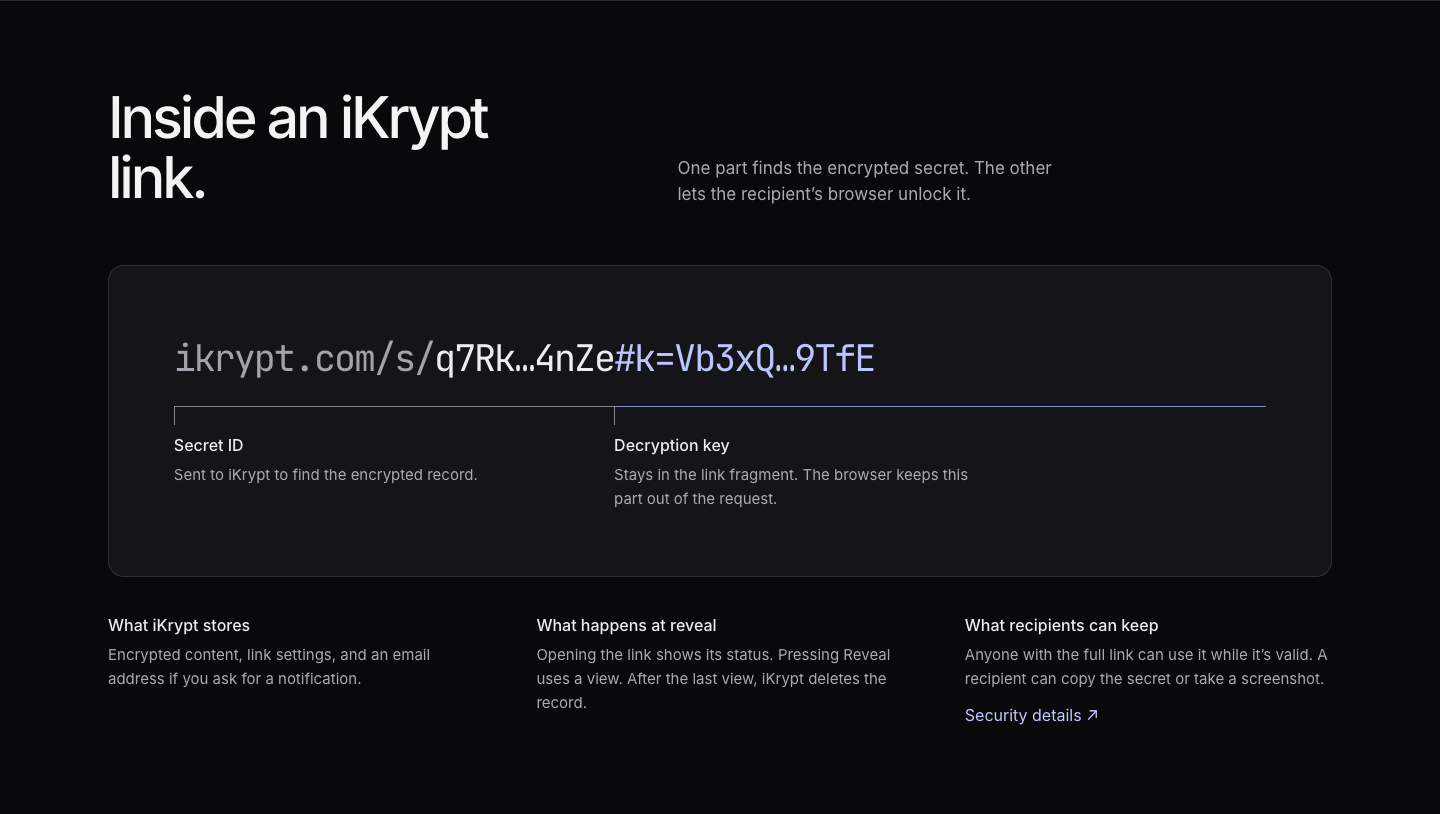 Inside an iKrypt
link.
One part finds the encrypted secret. The other
lets the recipient’s browser unlock it.
ikrypt.com/s/q7Rk…4nZe#k=Vb3xQ…9TfE
Secret ID
Sent to iKrypt to find the encrypted record.
Decryption key
Stays in the link fragment. The browser keeps this
part out of the request.
What iKrypt stores
Encrypted content, link settings, and an email
address if you ask for a notification.
What happens at reveal
Opening the link shows its status. Pressing Reveal
uses a view. After the last view, iKrypt deletes the
record.
What recipients can keep
Anyone with the full link can use it while it’s valid. A
recipient can copy the secret or take a screenshot.
Security details ↗